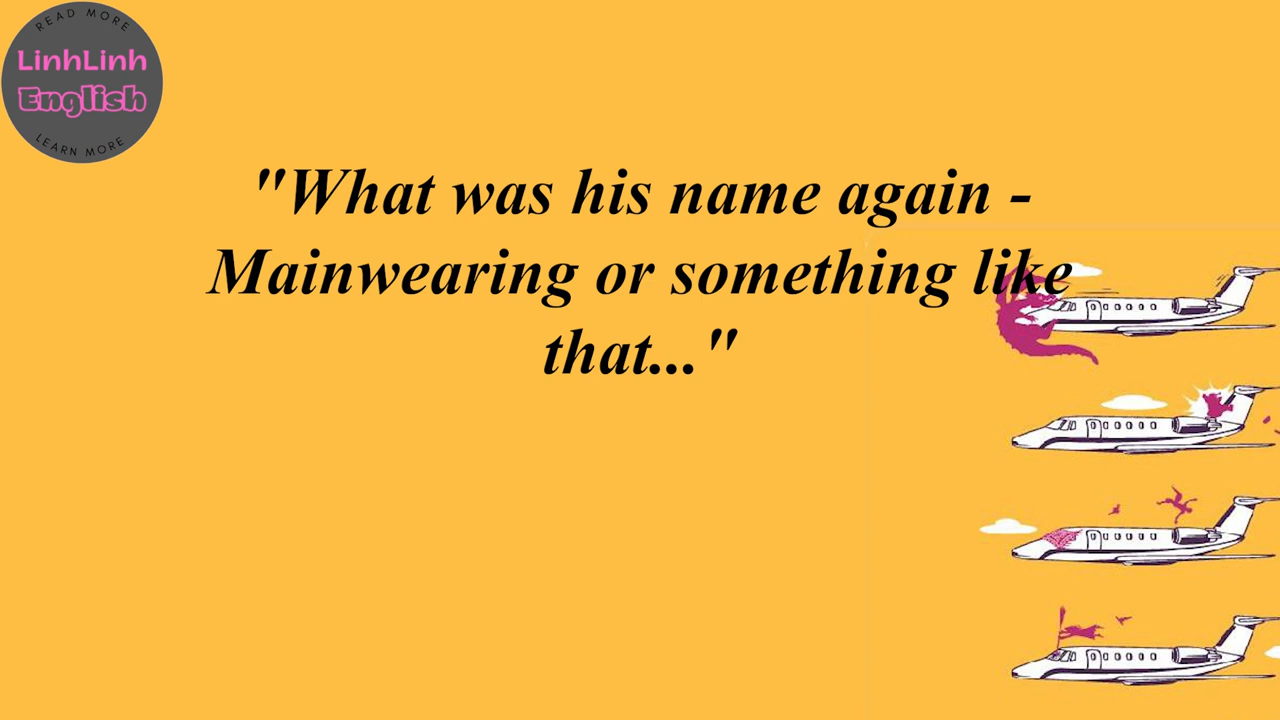 READ MORE
LinhLinh
English
LEARN MORE
"What was his name again -
Mainwearing or something like
that..."